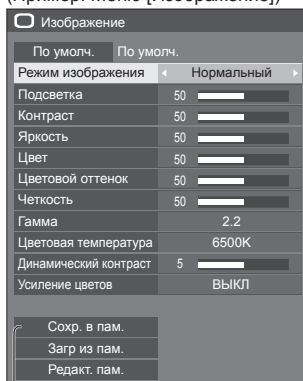 (Пример: меню [Изображение])
Изображение
По умолч. По умолч.
Режим изображения Нормальный
Подсветка 50
Контраст 50
Яркость 50
Цвет 50
Цветовой оттенок 50
Четкость 50
Гамма 2.2
Цветовая температура 6500K
Динамический контраст 5
Усиление цветов ВЫКЛ
Сохр. в пам.
Загр из пам.
Редакт. пам.